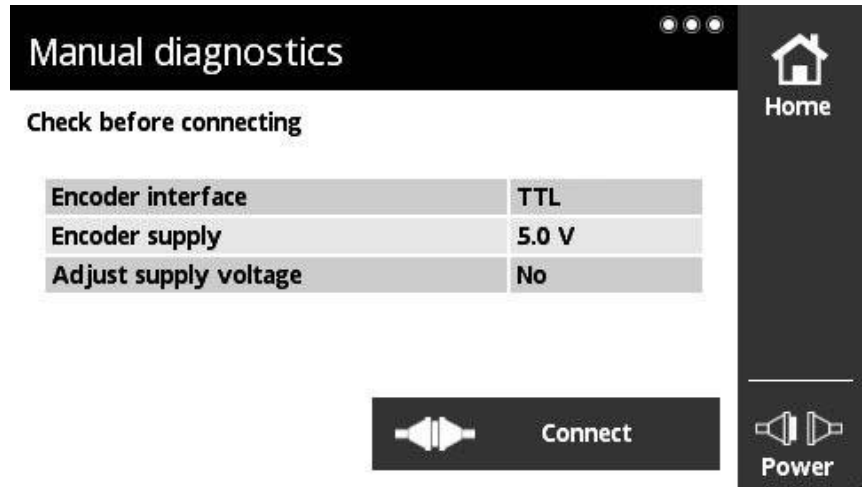 Manual diagnostics
Home
Check before connecting
Encoder interface TTL
Encoder supply 5.0 V
Adjust supply voltage No
Connect
Power